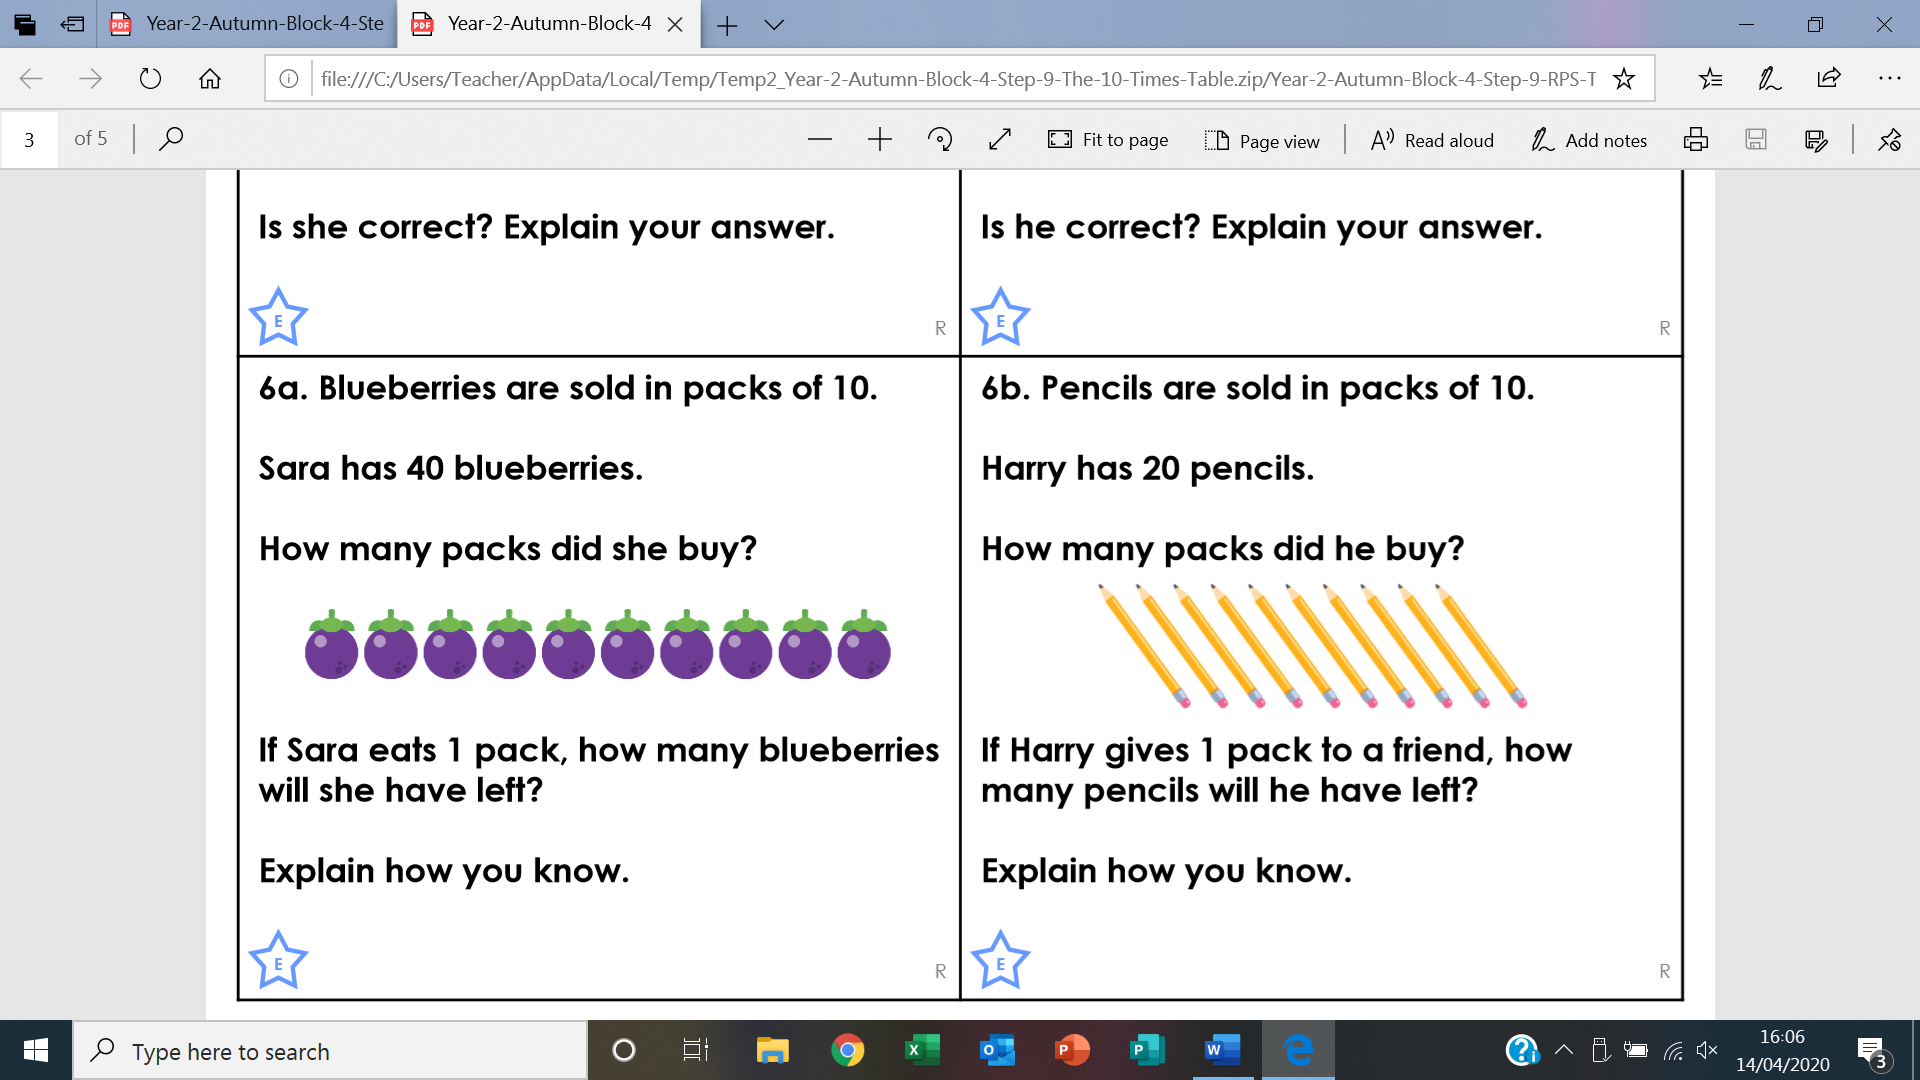 Year-2-Autumn-Block-4-Ste
Year-2-Autumn-Block-4
file:///C:/Users/Teacher/AppData/Local/Temp/Temp2_Year-2-Autumn-Block-4-Step-9-The-10-Times-Table.zip/Year-2-Autumn-Block-4-Step-9-RPS-T
3 of 5
Fit to page
Page view
Read aloud
Add notes
Is she correct? Explain your answer.
E
R
Is he correct? Explain your answer.
E
R
6a. Blueberries are sold in packs of 10.
Sara has 40 blueberries.
How many packs did she buy?
If Sara eats 1 pack, how many blueberries
will she have left?
Explain how you know.
E
R
6b. Pencils are sold in packs of 10.
Harry has 20 pencils.
How many packs did he buy?
If Harry gives 1 pack to a friend, how
many pencils will he have left?
Explain how you know.
E
R
Type here to search
16:06
14/04/2020
3